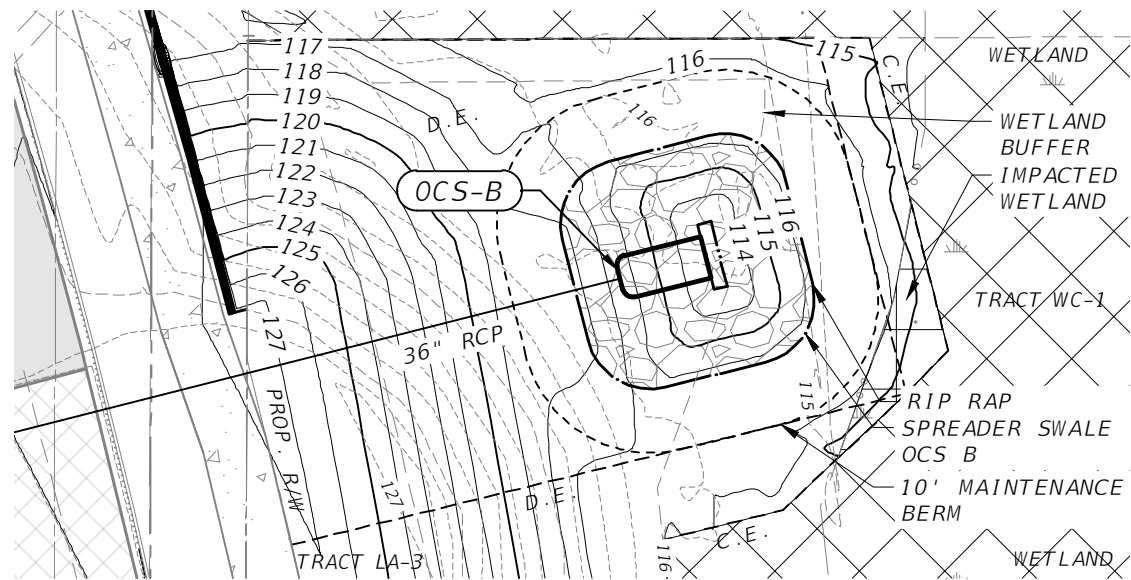 117
118
119
120
121
122
123
124
125
126
127
PROP. R/W
36" RCP
D.E.
OCS-B
116
116
115
C.E.
WETLAND
WETLAND
BUFFER
IMPACTED
WETLAND
116
115
114
TRACT WC-1
115
RIP RAP
SPREADER SWALE
OCS B
10' MAINTENANCE
BERM
127
D.E.
116
C.E.
TRACT LA-3
WETLAND